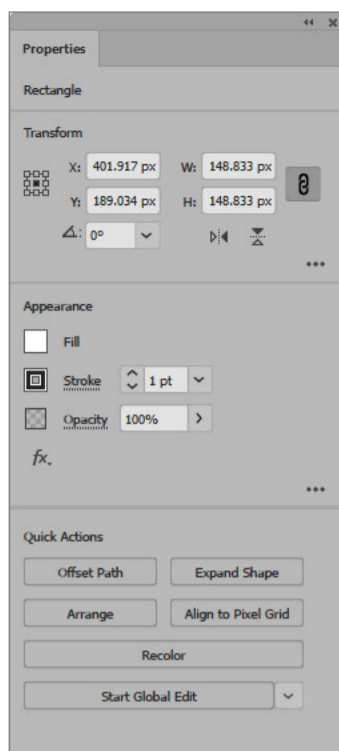 Properties
Rectangle
Transform
X: 401.917 px W: 148.833 px
Y: 189.034 px H: 148.833 px
0°
Appearance
Fill
Stroke 1 pt
Opacity 100%
fx.
Quick Actions
Offset Path Expand Shape
Arrange Align to Pixel Grid
Recolor
Start Global Edit